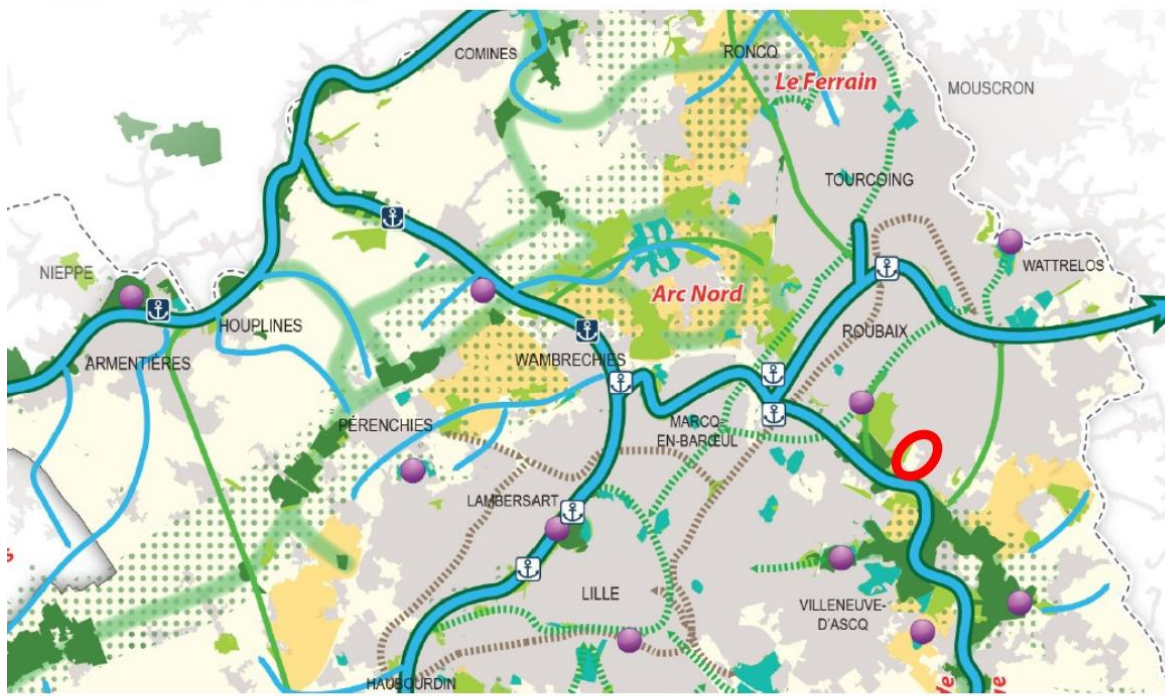 COMINES
RONCQ
Le Ferrain
MOUSCRON
TOURCOING
NIEPPE
WATTRELOS
Arc Nord
HOUPLINES
ROUBAIX
ARMENTIÈRES
WAMBRECHIES
PÉRENCHIES
MARCQ-
EN-BARŒUL
LAMBERSART
LILLE
VILLENEUVE-
D'ASCQ
HAUBOURDIN